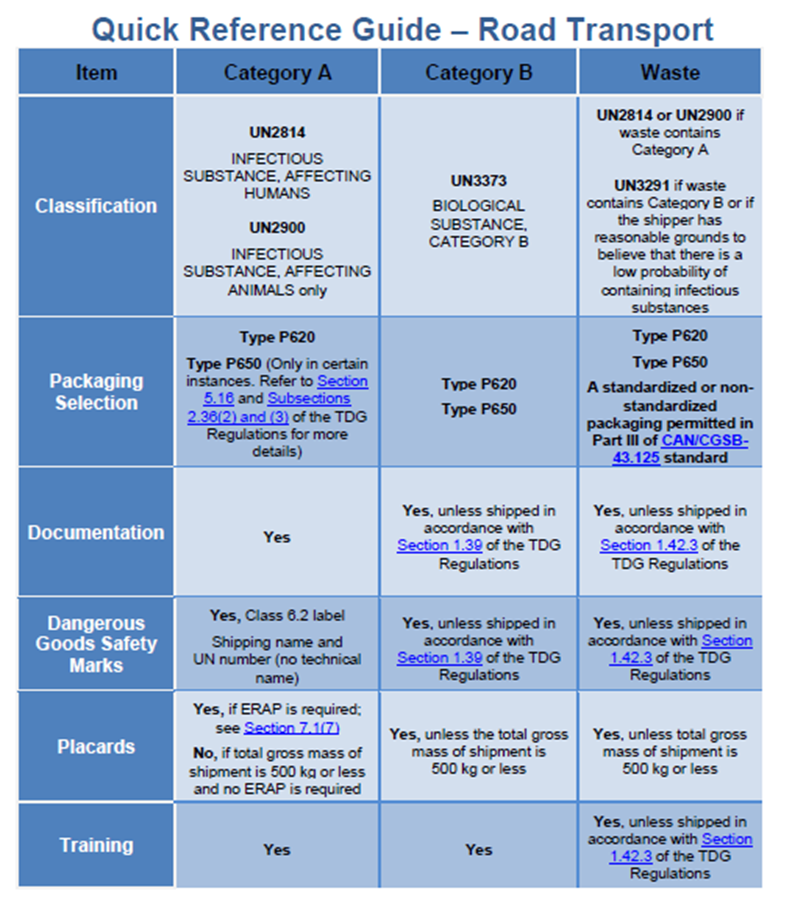 Quick Reference Guide – Road Transport
Item
Category A
Category B
Waste
Classification
UN2814
INFECTIOUS
SUBSTANCE, AFFECTING
HUMANS
UN2900
INFECTIOUS
SUBSTANCE, AFFECTING
ANIMALS only
UN3373
BIOLOGICAL
SUBSTANCE,
CATEGORY B
UN2814 or UN2900 if
waste contains
Category A
UN3291 if waste
contains Category B or if
the shipper has
reasonable grounds to
believe that there is a
low probability of
containing infectious
substances
Packaging
Selection
Type P620
Type P650 (Only in certain
instances. Refer to Section
5.16 and Subsections
2.36(2) and (3) of the TDG
Regulations for more
details)
Type P620
Type P650
Type P620
Type P650
A standardized or non-
standardized
packaging permitted in
Part III of CAN/CGSB-
43.125 standard
Documentation
Yes
Yes, unless shipped in
accordance with
Section 1.39 of the TDG
Regulations
Yes, unless shipped in
accordance with
Section 1.42.3 of the
TDG Regulations
Dangerous
Goods Safety
Marks
Yes, Class 6.2 label
Shipping name and
UN number (no technical
name)
Yes, unless shipped in
accordance with
Section 1.39 of the TDG
Regulations
Yes, unless shipped in
accordance with Section
1.42.3 of the TDG
Regulations
Placards
Yes, if ERAP is required;
see Section 7.1(7)
No, if total gross mass of
shipment is 500 kg or less
and no ERAP is required
Yes, unless the total gross
mass of shipment is
500 kg or less
Yes, unless total gross
mass of shipment is
500 kg or less
Training
Yes
Yes
Yes, unless shipped in
accordance with Section
1.42.3 of the TDG
Regulations